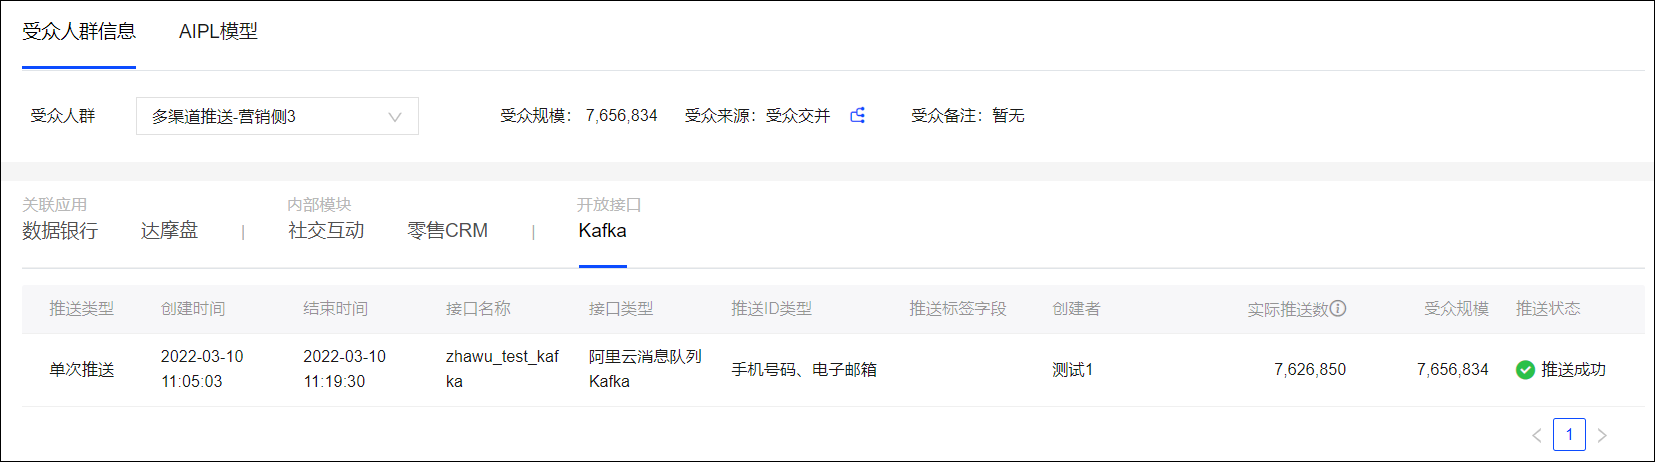 受众人群信息 AIPL模型
受众人群 多渠道推送-营销侧3 受众规模： 7,656,834 受众来源：受众交并 受众备注：暂无
关联应用 内部模块 开放接口
数据银行 达摩盘 | 社交互动 零售CRM | Kafka
推送类型 创建时间 结束时间 接口名称 接口类型 推送ID类型 推送标签字段 创建者 实际推送数 受众规模 推送状态
单次推送 2022-03-10 2022-03-10 zhawu_test_kaf 阿里云消息队列 手机号码、电子邮箱 测试1 7,626,850 7,656,834 推送成功
11:05:03 11:19:30 ka Kafka
< 1 >